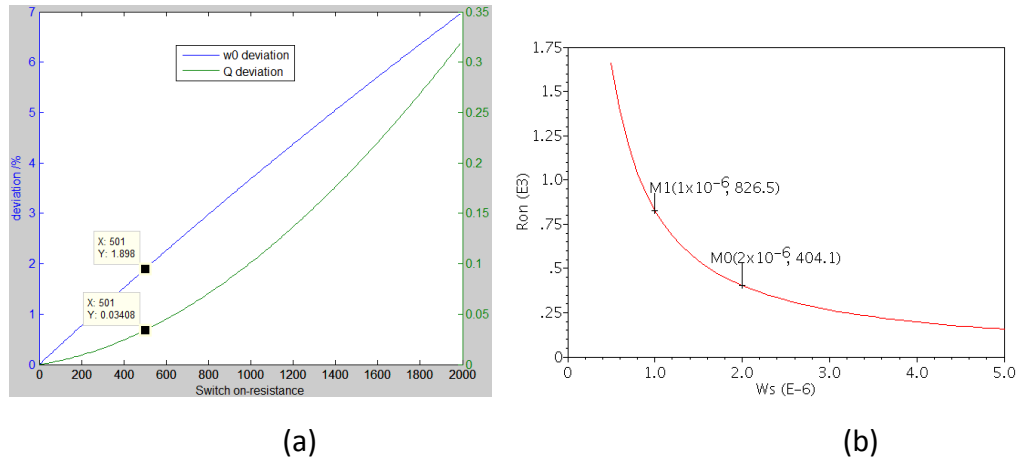 7
6
5
4
3
2
1
0
deviation /%
w0 deviation
Q deviation
X: 501
Y: 1.898
X: 501
Y: 0.03408
0.35
0.3
0.25
0.2
0.15
0.1
0.05
0
0 200 400 600 800 1000 1200 1400 1600 1800 2000
Switch on-resistance
(a)
1.75
1.5
1.25
1.0
.75
.5
.25
0
Ron (E3)
M1(1x10-6, 826.5)
M0(2x10-6, 404.1)
0 1.0 2.0 3.0 4.0 5.0
Ws (E-6)
(b)